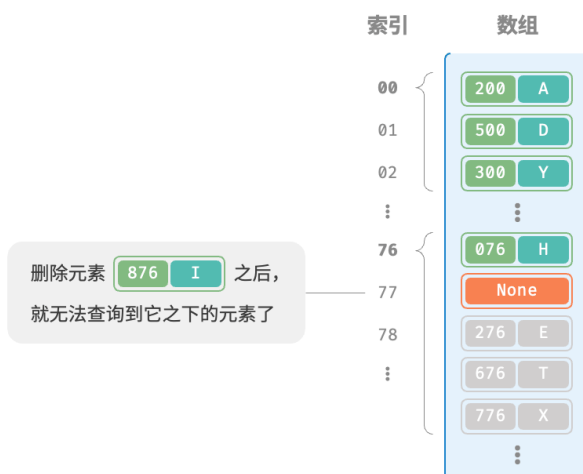 索引 数组
00 200 A
01 500 D
02 300 Y
76 076 H
删除元素 876 I 之后，
77 None
就无法查询到它之下的元素了
78 276 E
676 T
776 X